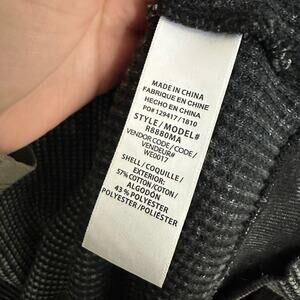 MADE IN CHINA
FABRIQUE EN CHINE
HECHO EN CHINA
PO# 129417 / 1810
STYLE / MODEL#
R8880MA
VENDOR CODE / CODE /
VENDEUR#
WE0017
SHELL / COQUILLE /
EXTERIOR:
57% COTTON / COTON /
ALGODÓN
43% POLYESTER
POLYESTER / POLIÉSTER